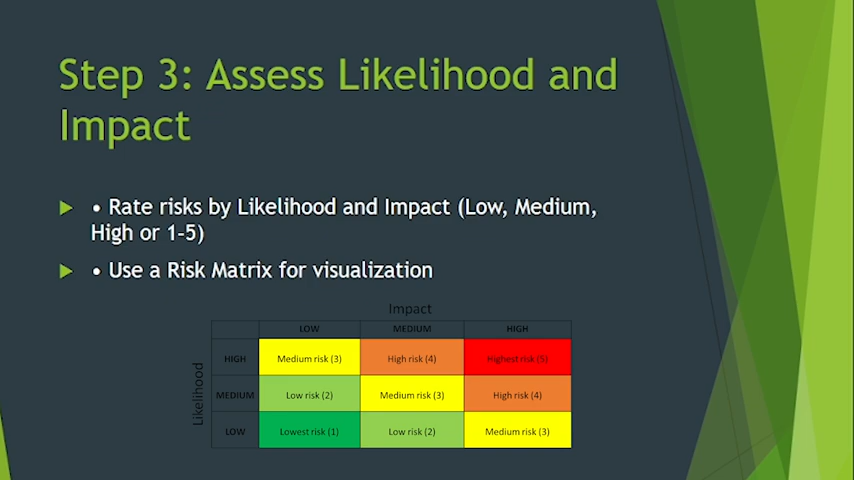 Step 3: Assess Likelihood and
Impact
• Rate risks by Likelihood and Impact (Low, Medium,
High or 1-5)
• Use a Risk Matrix for visualization
Impact
LOW MEDIUM HIGH
Likelihood
HIGH Medium risk (3) High risk (4) Highest risk (5)
MEDIUM Low risk (2) Medium risk (3) High risk (4)
LOW Lowest risk (1) Low risk (2) Medium risk (3)